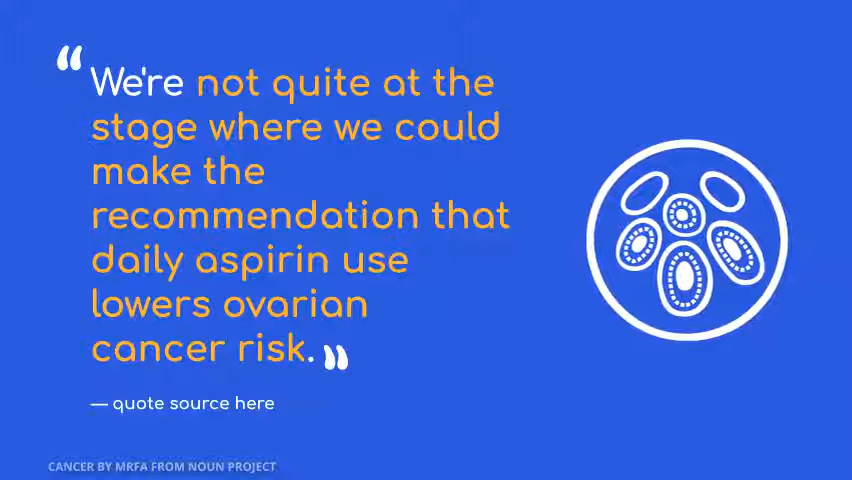 “We're not quite at the
stage where we could
make the
recommendation that
daily aspirin use
lowers ovarian
cancer risk.”
— quote source here
CANCER BY MRFA FROM NOUN PROJECT